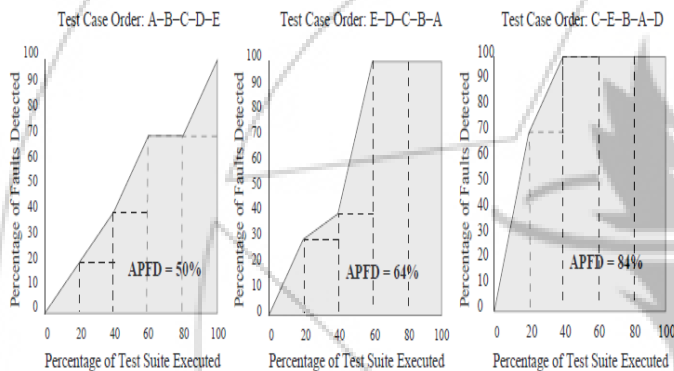 Test Case Order: A–B–C–D–E
Percentage of Faults Detected
100
90
80
70
60
50
40
30
20
10
0
APFD = 50%
0 20 40 60 80 100
Percentage of Test Suite Executed
Test Case Order: E–D–C–B–A
Percentage of Faults Detected
100
90
80
70
60
50
40
30
20
10
0
APFD = 64%
0 20 40 60 80 100
Percentage of Test Suite Executed
Test Case Order: C–E–B–A–D
Percentage of Faults Detected
100
90
80
70
60
50
40
30
20
10
0
APFD = 84%
0 20 40 60 80 100
Percentage of Test Suite Executed